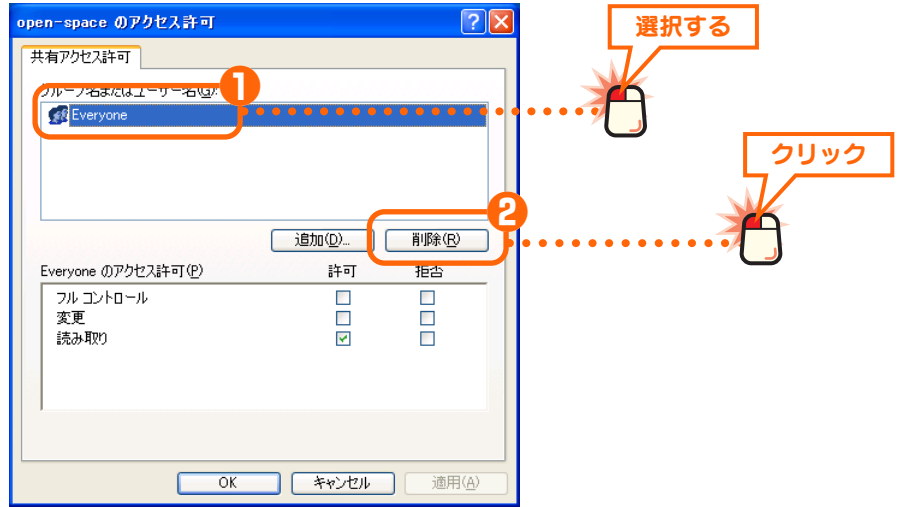 open-space のアクセス許可
選択する
共有アクセス許可
1
グループ名またはユーザー名(G):
Everyone
クリック
2
追加(D)...
削除(R)
Everyone のアクセス許可(P)
許可
拒否
フル コントロール
変更
読み取り
OK
キャンセル
適用(A)